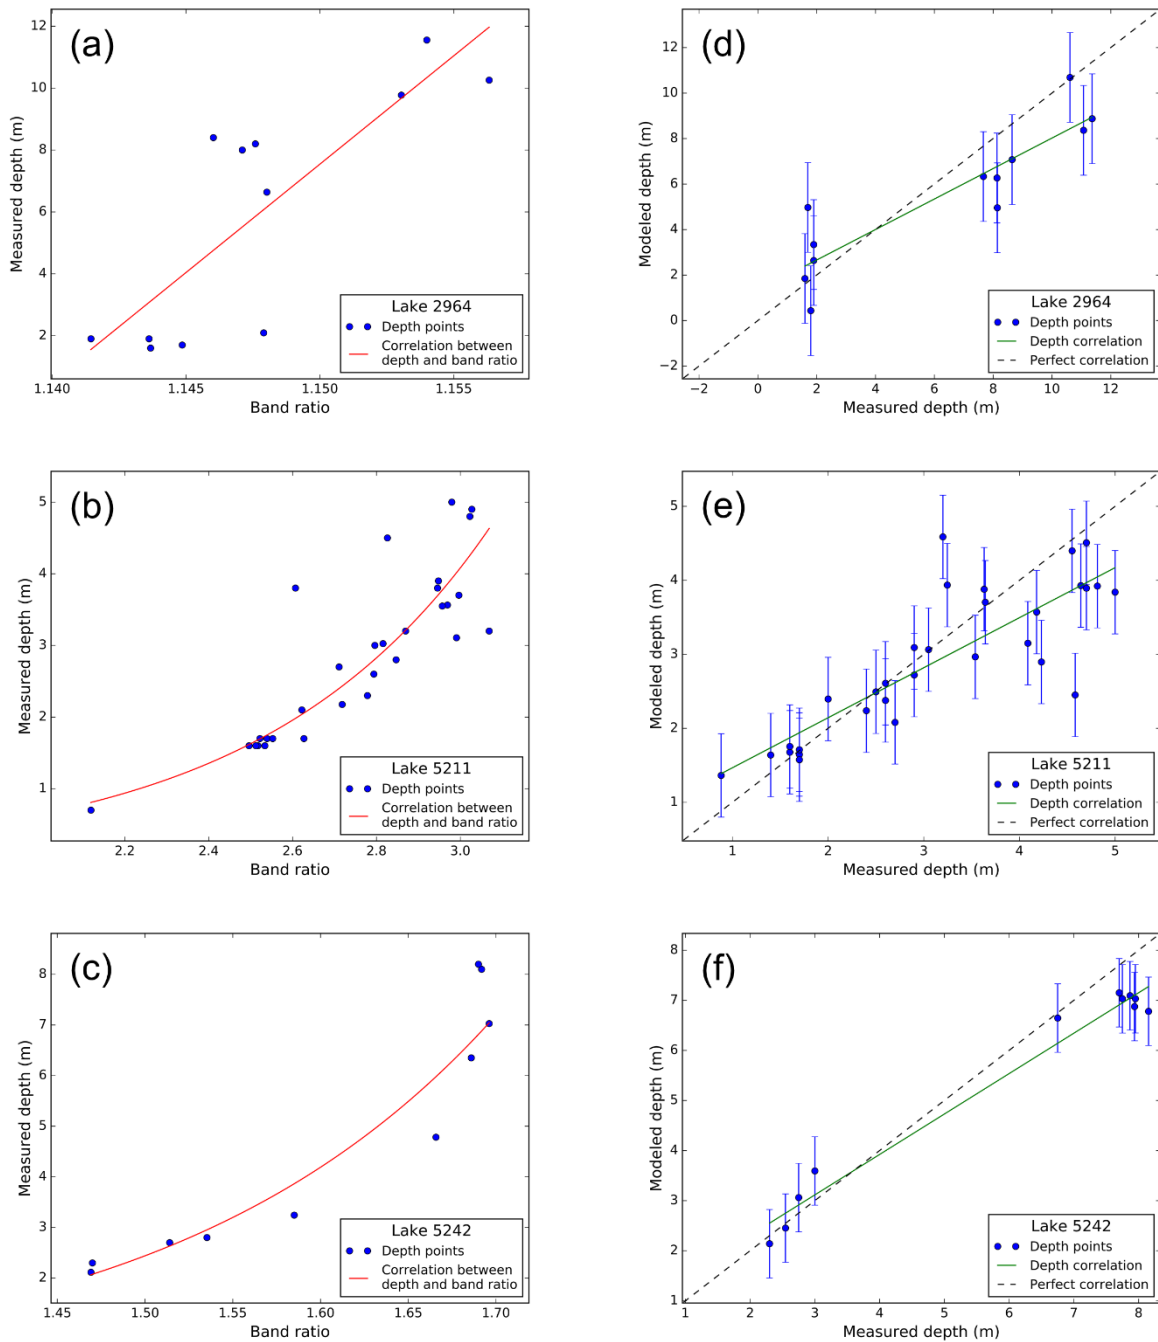 (a)
12
10
8
6
4
2
Measured depth (m)
1.140
1.145
1.150
1.155
Band ratio
Lake 2964
Depth points
Correlation between
depth and band ratio
(d)
12
10
8
6
4
2
0
−2
Modeled depth (m)
−2
0
2
4
6
8
10
12
Measured depth (m)
Lake 2964
Depth points
Depth correlation
Perfect correlation
(b)
5
4
3
2
1
Measured depth (m)
2.2
2.4
2.6
2.8
3.0
Band ratio
Lake 5211
Depth points
Correlation between
depth and band ratio
(e)
5
4
3
2
1
Modeled depth (m)
1
2
3
4
5
Measured depth (m)
Lake 5211
Depth points
Depth correlation
Perfect correlation
(c)
8
7
6
5
4
3
2
Measured depth (m)
1.45
1.50
1.55
1.60
1.65
1.70
Band ratio
Lake 5242
Depth points
Correlation between
depth and band ratio
(f)
8
7
6
5
4
3
2
1
Modeled depth (m)
1
2
3
4
5
6
7
8
Measured depth (m)
Lake 5242
Depth points
Depth correlation
Perfect correlation